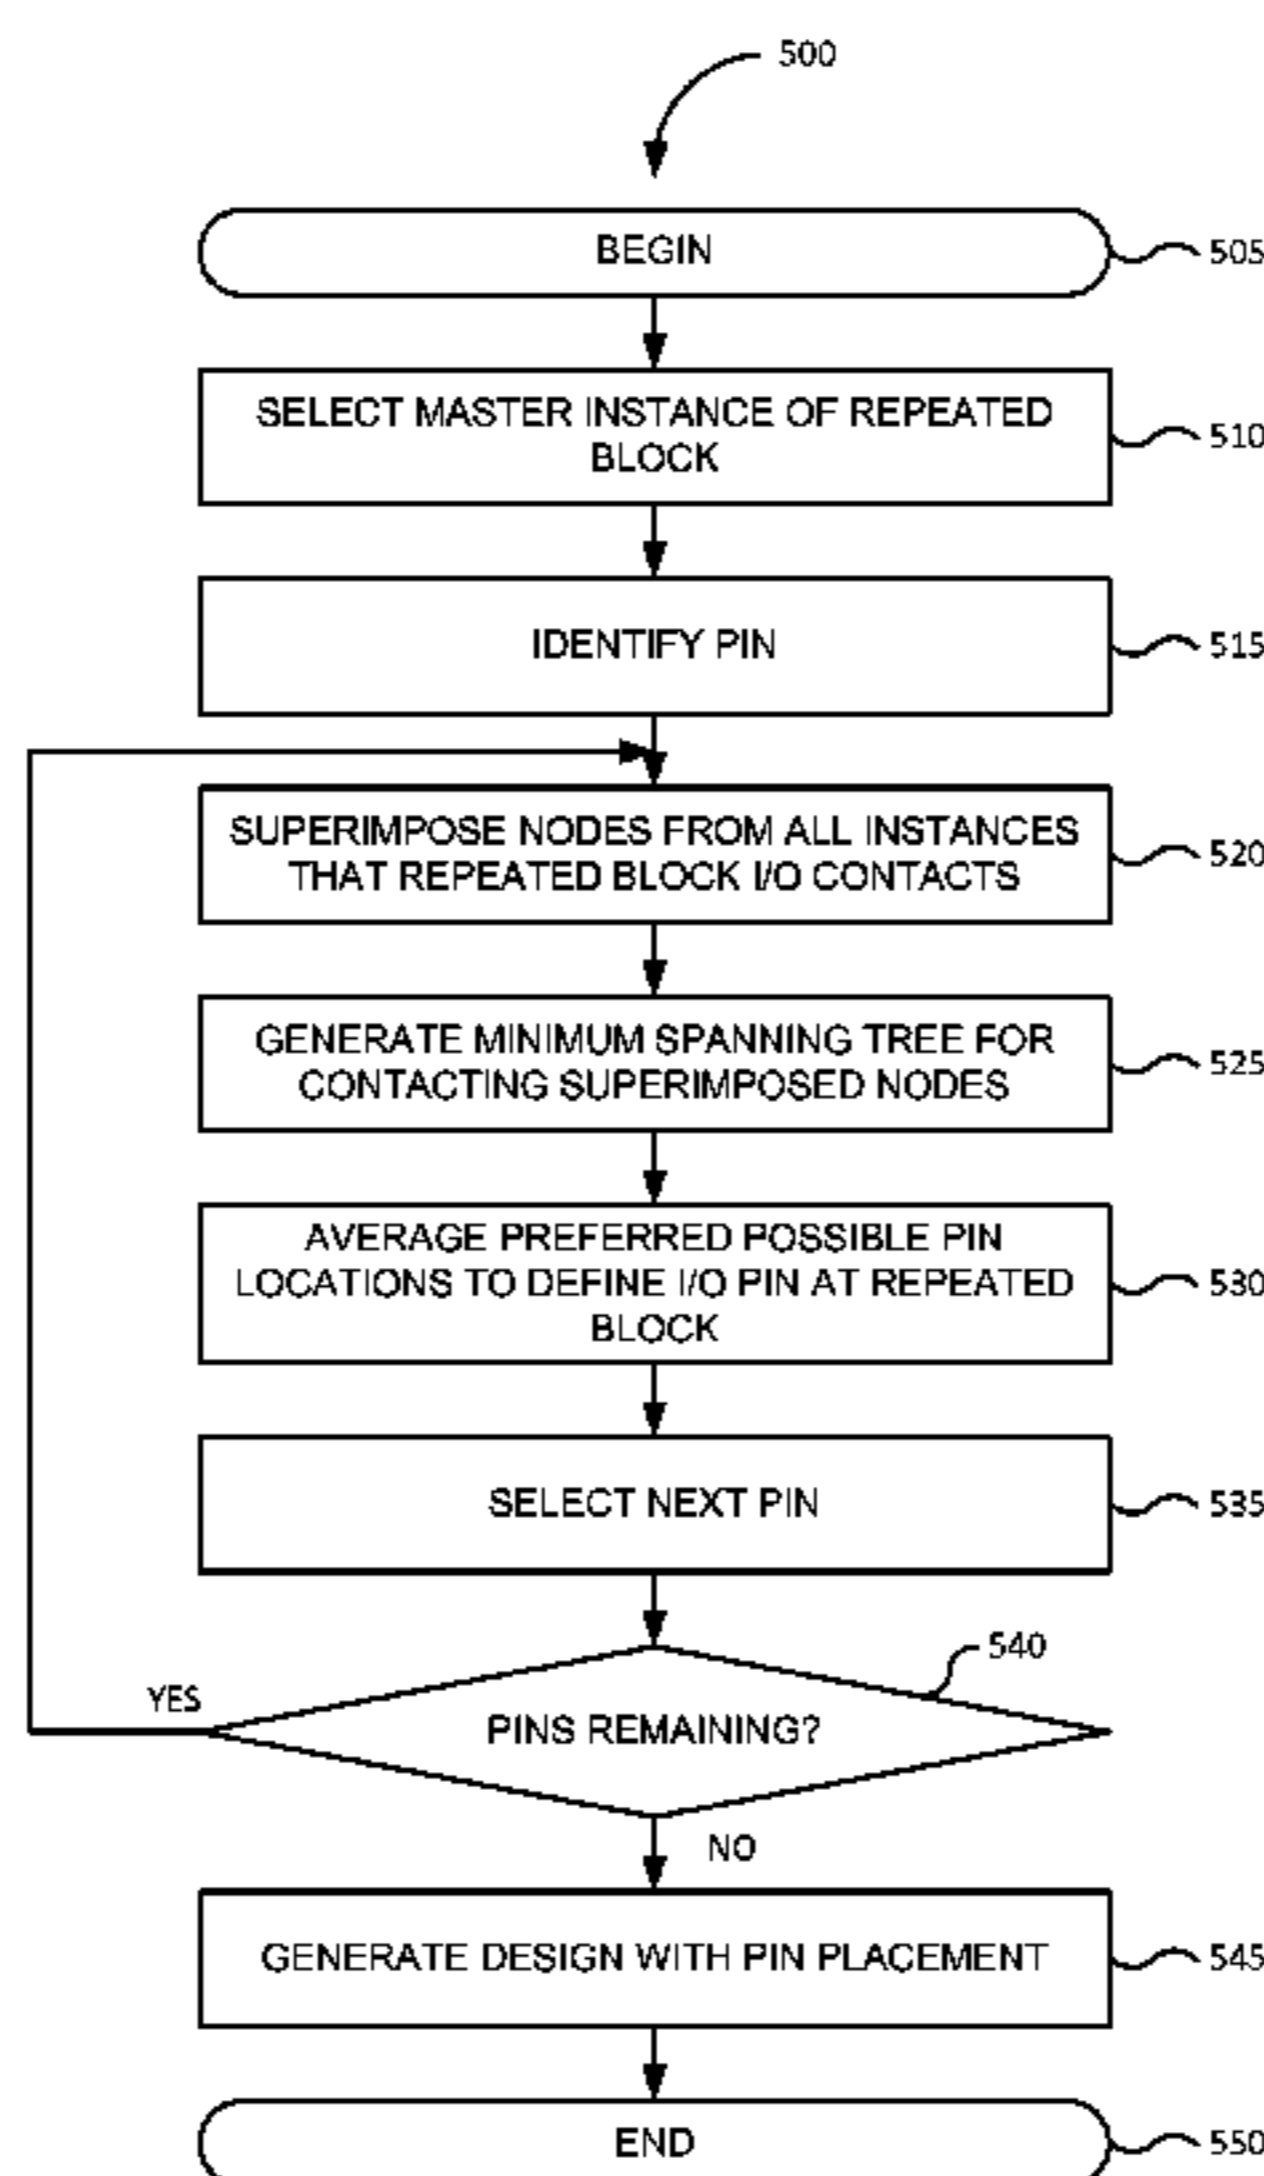 500
BEGIN
505
SELECT MASTER INSTANCE OF REPEATED
BLOCK
510
IDENTIFY PIN
515
SUPERIMPOSE NODES FROM ALL INSTANCES
THAT REPEATED BLOCK I/O CONTACTS
520
GENERATE MINIMUM SPANNING TREE FOR
CONTACTING SUPERIMPOSED NODES
525
AVERAGE PREFERRED POSSIBLE PIN
LOCATIONS TO DEFINE I/O PIN AT REPEATED
BLOCK
530
SELECT NEXT PIN
535
540
YES
PINS REMAINING?
NO
GENERATE DESIGN WITH PIN PLACEMENT
545
END
550